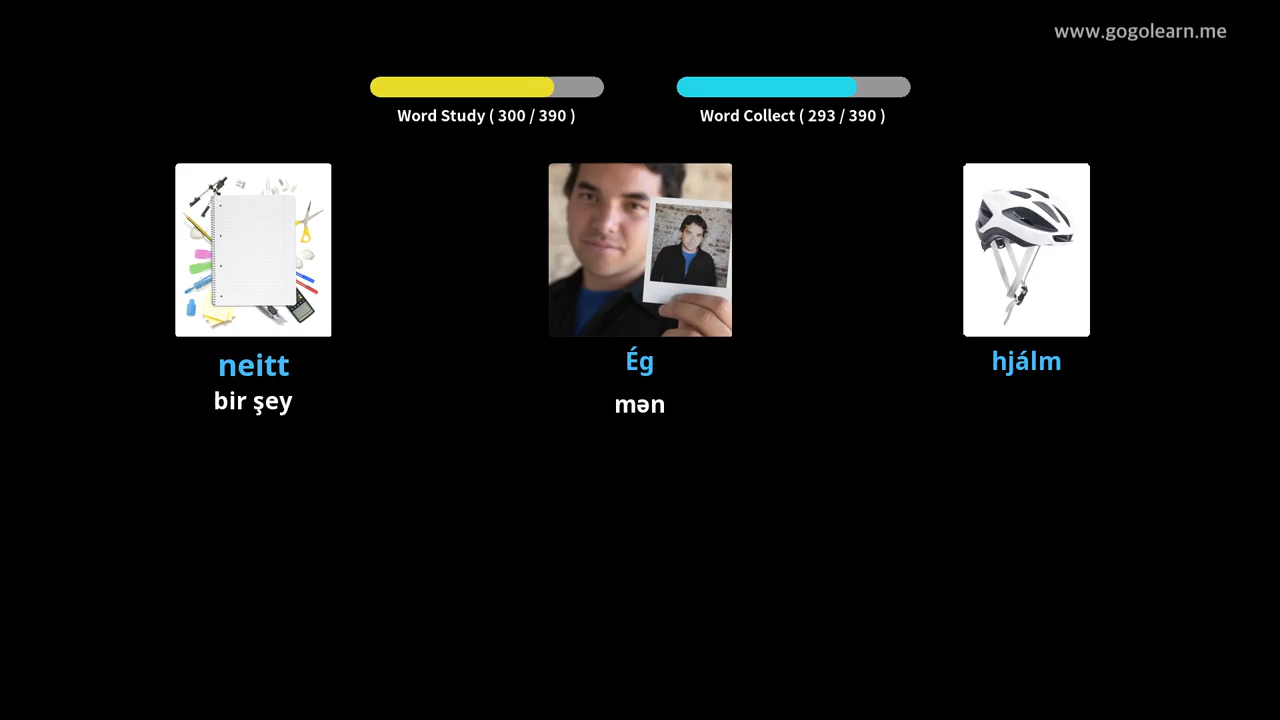 www.gogolearn.me
Word Study ( 300 / 390 )
Word Collect ( 293 / 390 )
neitt
bir şey
Ég
mən
hjálm